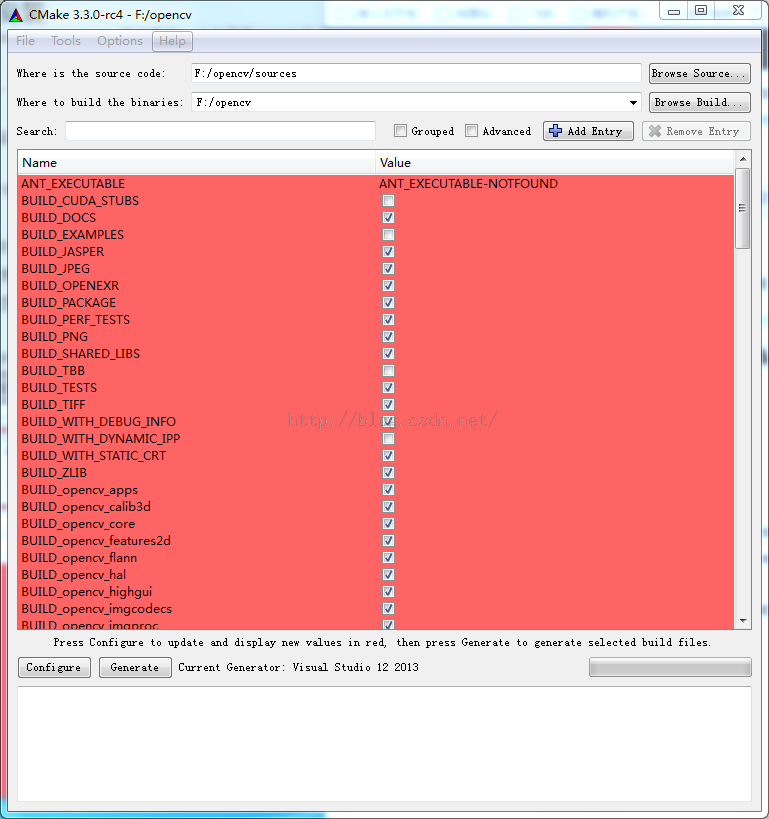 CMake 3.3.0-rc4 - F:/opencv
File Tools Options Help
Where is the source code: F:/opencv/sources Browse Source...
Where to build the binaries: F:/opencv Browse Build...
Search: Grouped Advanced Add Entry Remove Entry
Name Value
ANT_EXECUTABLE ANT_EXECUTABLE-NOTFOUND
BUILD_CUDA_STUBS
BUILD_DOCS
BUILD_EXAMPLES
BUILD_JASPER
BUILD_JPEG
BUILD_OPENEXR
BUILD_PACKAGE
BUILD_PERF_TESTS
BUILD_PNG
BUILD_SHARED_LIBS
BUILD_TBB
BUILD_TESTS
BUILD_TIFF
BUILD_WITH_DEBUG_INFO http://blog.csdn.net/
BUILD_WITH_DYNAMIC_IPP
BUILD_WITH_STATIC_CRT
BUILD_ZLIB
BUILD_opencv_apps
BUILD_opencv_calib3d
BUILD_opencv_core
BUILD_opencv_features2d
BUILD_opencv_flann
BUILD_opencv_hal
BUILD_opencv_highgui
BUILD_opencv_imgcodecs
BUILD_opencv_imgproc
Press Configure to update and display new values in red, then press Generate to generate selected build files.
Configure Generate Current Generator: Visual Studio 12 2013